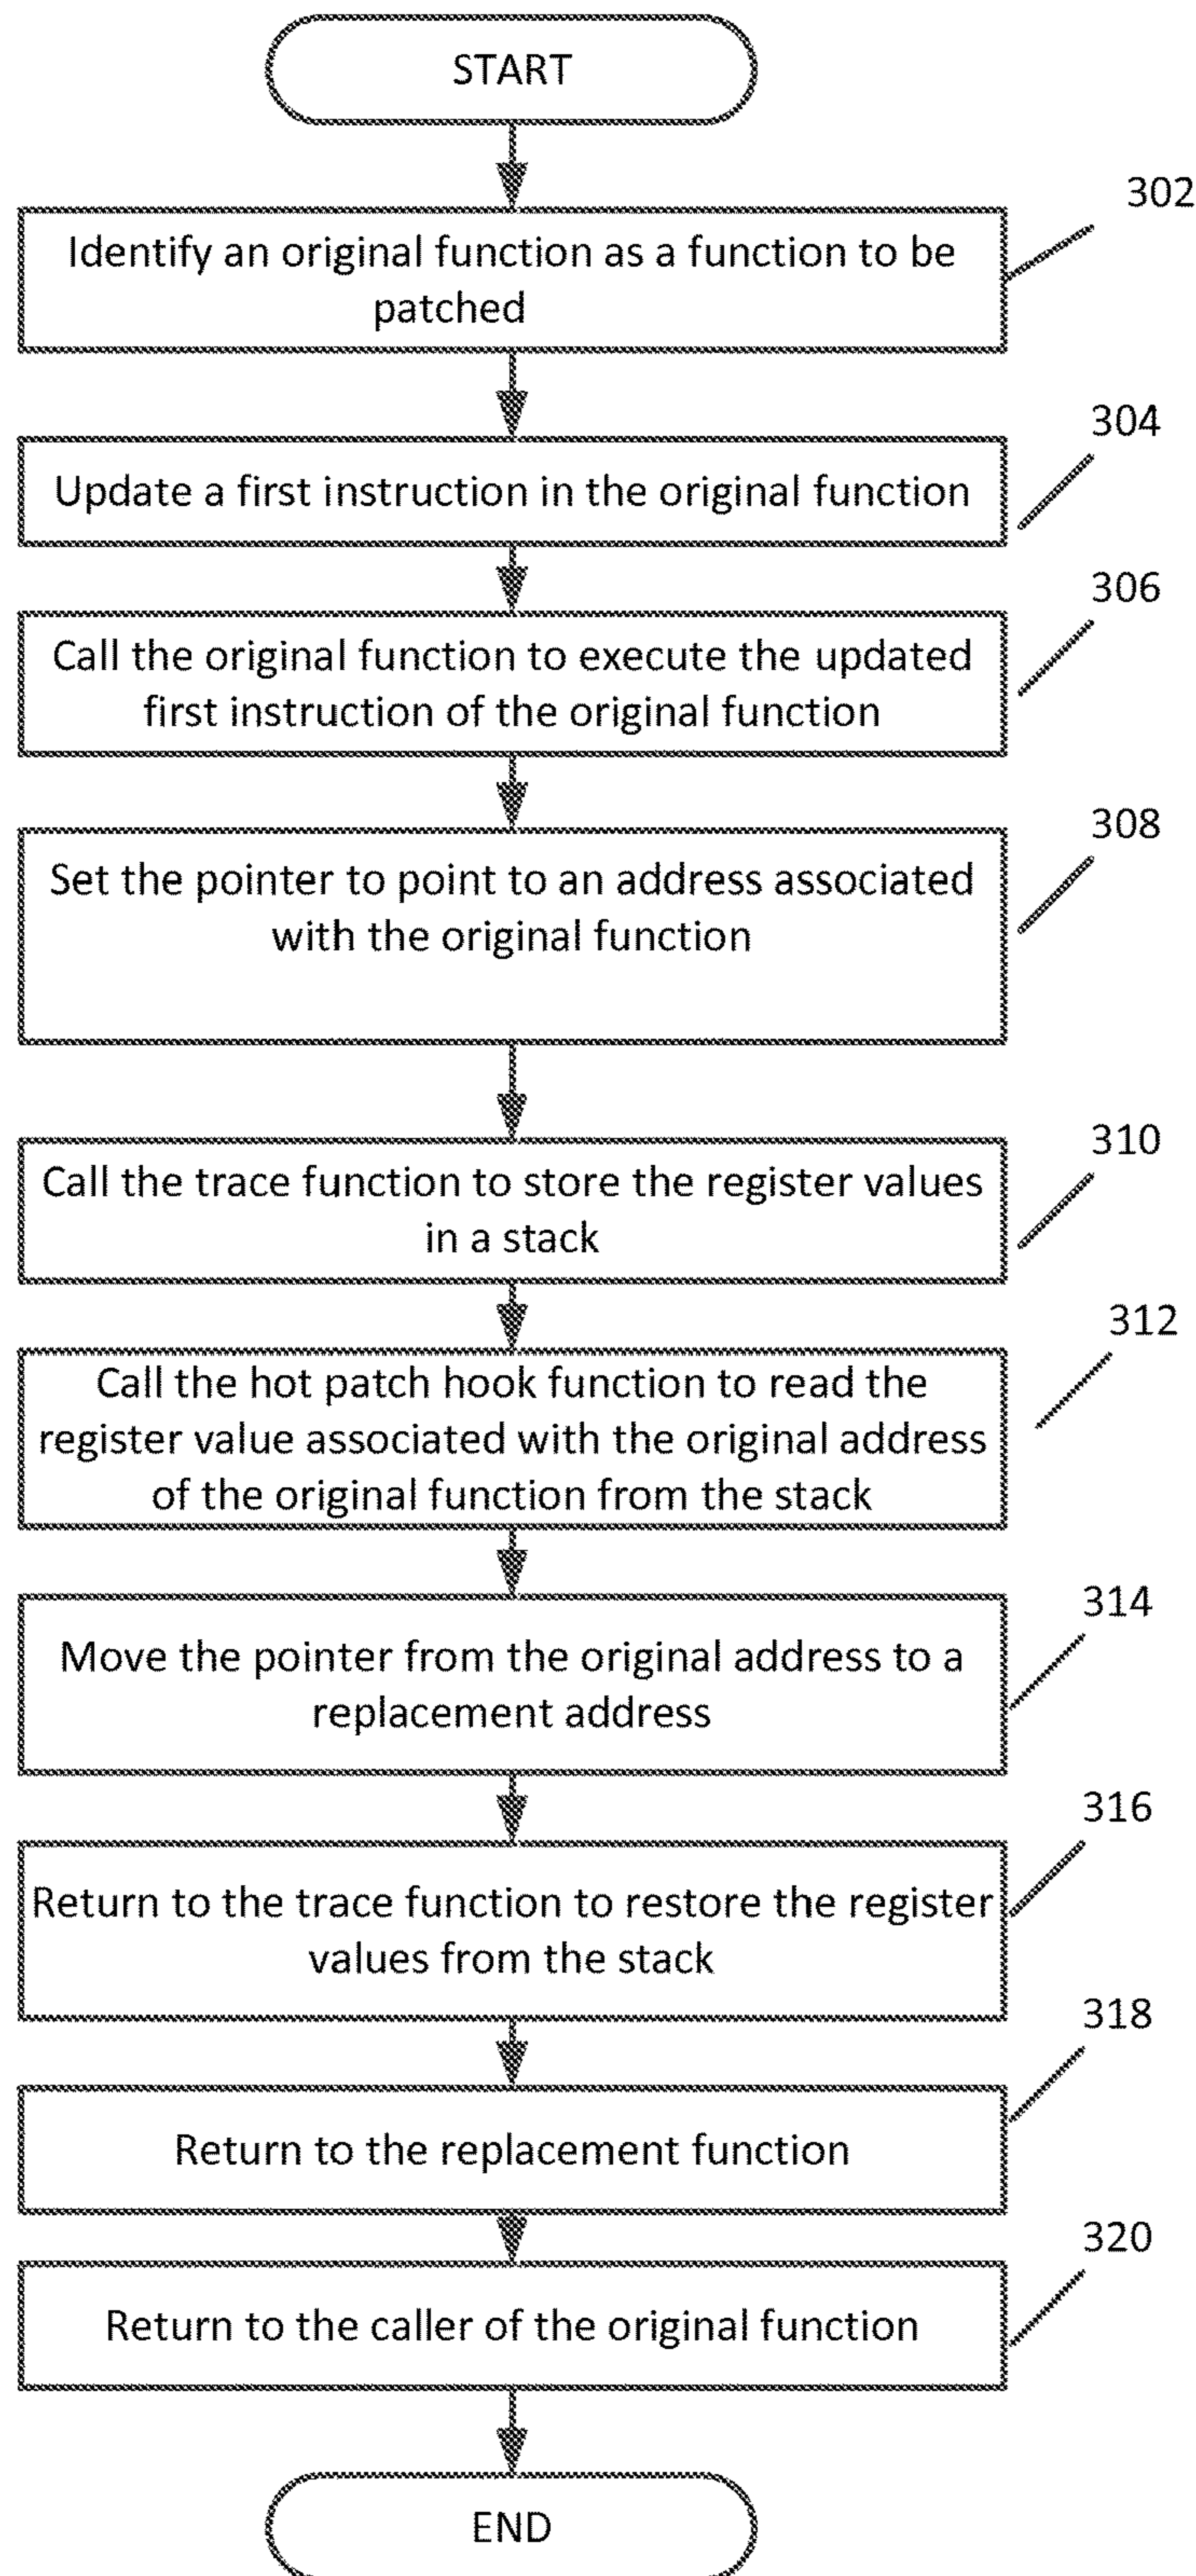 START
302
Identify an original function as a function to be
patched
304
Update a first instruction in the original function
306
Call the original function to execute the updated
first instruction of the original function
308
Set the pointer to point to an address associated
with the original function
310
Call the trace function to store the register values
in a stack
312
Call the hot patch hook function to read the
register value associated with the original address
of the original function from the stack
314
Move the pointer from the original address to a
replacement address
316
Return to the trace function to restore the register
values from the stack
318
Return to the replacement function
320
Return to the caller of the original function
END